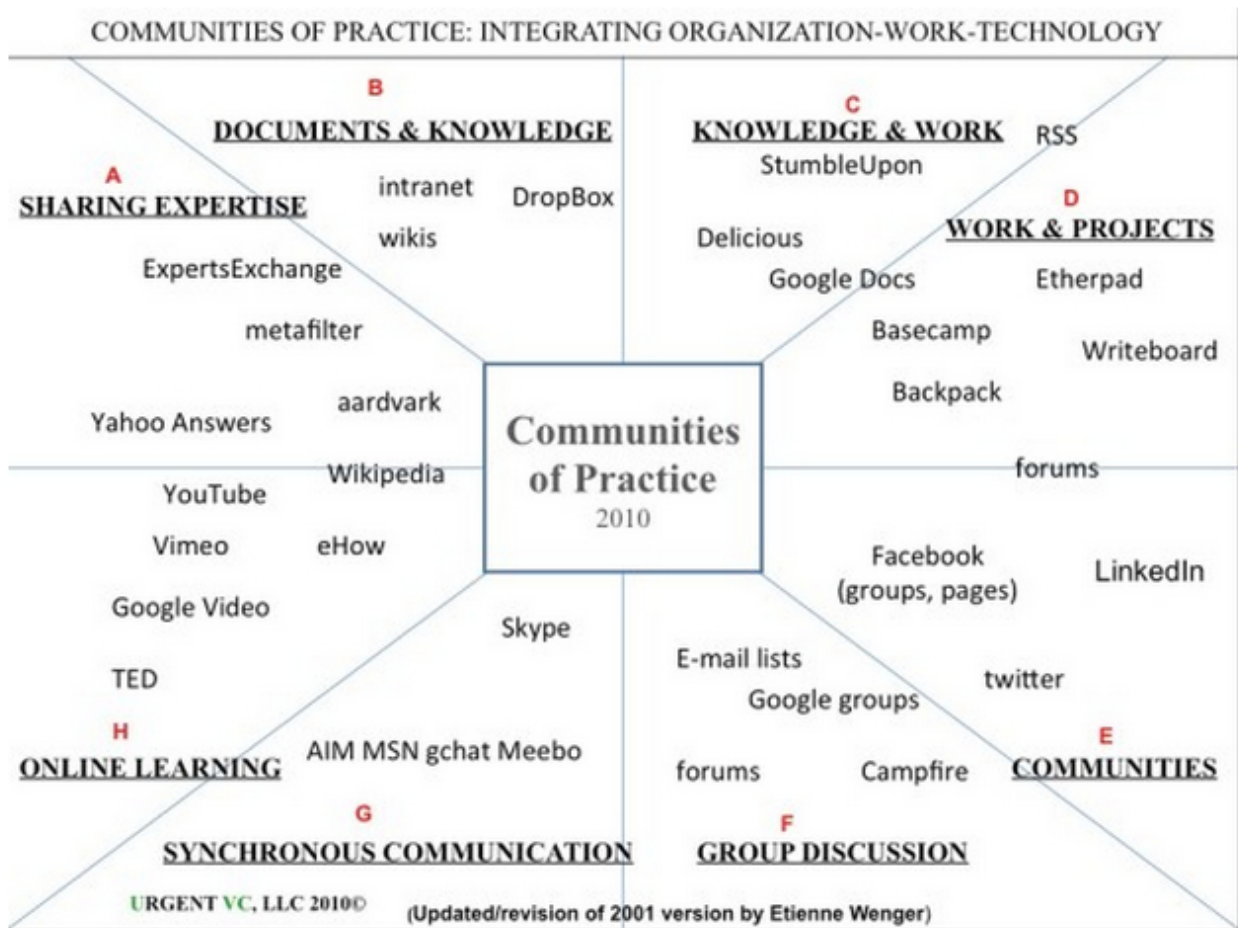 COMMUNITIES OF PRACTICE: INTEGRATING ORGANIZATION-WORK-TECHNOLOGY
A
SHARING EXPERTISE
ExpertsExchange
metafilter
aardvark
Yahoo Answers
Wikipedia
B
DOCUMENTS & KNOWLEDGE
intranet
DropBox
wikis
C
KNOWLEDGE & WORK
RSS
StumbleUpon
Delicious
Google Docs
D
WORK & PROJECTS
Etherpad
Basecamp
Writeboard
Backpack
forums
Communities
of Practice
2010
Facebook
(groups, pages)
LinkedIn
twitter
E
COMMUNITIES
E-mail lists
Google groups
forums
Campfire
F
GROUP DISCUSSION
Skype
AIM MSN gchat Meebo
G
SYNCHRONOUS COMMUNICATION
YouTube
Vimeo
eHow
Google Video
TED
H
ONLINE LEARNING
URGENT VC, LLC 2010©
(Updated/revision of 2001 version by Etienne Wenger)